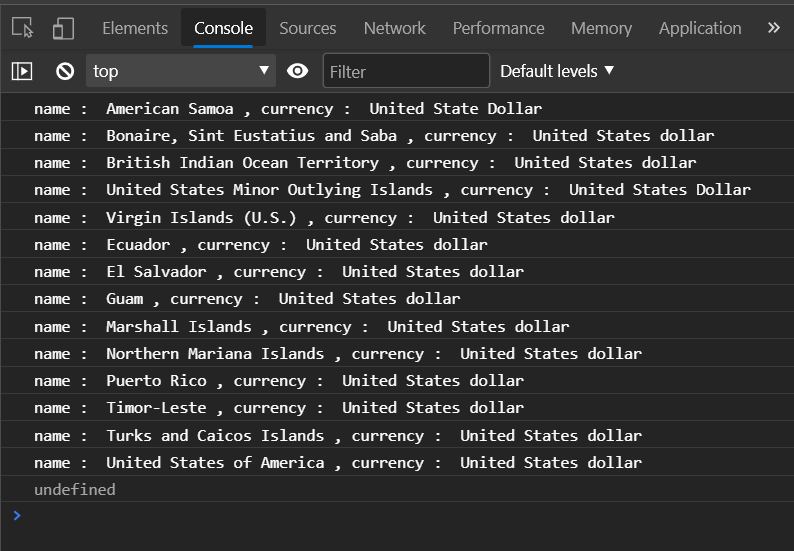 Elements Console Sources Network Performance Memory Application »
top ▼ Filter Default levels ▼
name :  American Samoa , currency :  United State Dollar
name :  Bonaire, Sint Eustatius and Saba , currency :  United States dollar
name :  British Indian Ocean Territory , currency :  United States dollar
name :  United States Minor Outlying Islands , currency :  United States Dollar
name :  Virgin Islands (U.S.) , currency :  United States dollar
name :  Ecuador , currency :  United States dollar
name :  El Salvador , currency :  United States dollar
name :  Guam , currency :  United States dollar
name :  Marshall Islands , currency :  United States dollar
name :  Northern Mariana Islands , currency :  United States dollar
name :  Puerto Rico , currency :  United States dollar
name :  Timor-Leste , currency :  United States dollar
name :  Turks and Caicos Islands , currency :  United States dollar
name :  United States of America , currency :  United States dollar
undefined
>